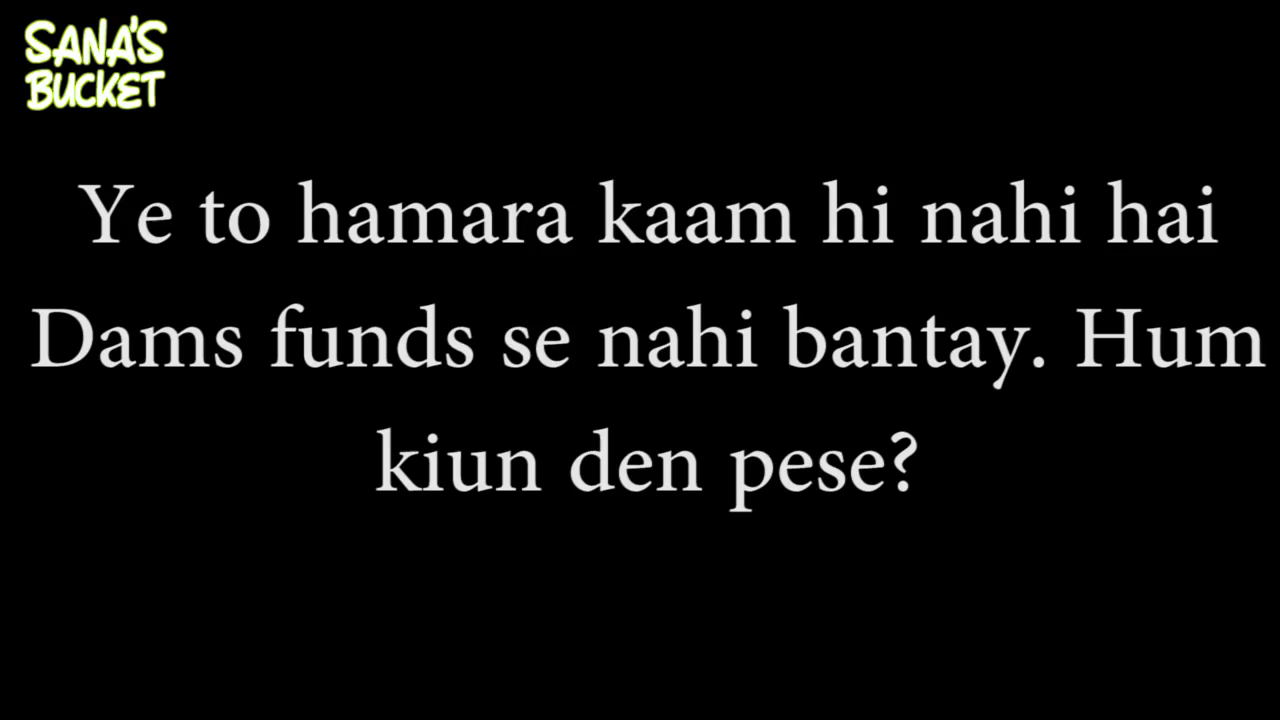 SANA'S
BUCKET
Ye to hamara kaam hi nahi hai
Dams funds se nahi bantay. Hum
kiun den pese?